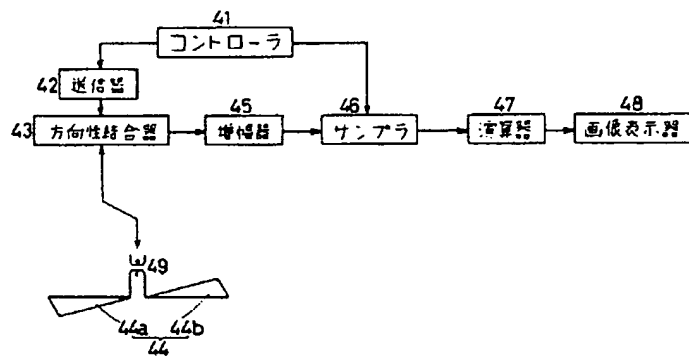 41
コントローラ
42
送信器
43
方向性結合器
45
増幅器
46
サンプラ
47
演算器
48
画像表示器
49
44a
44b
44